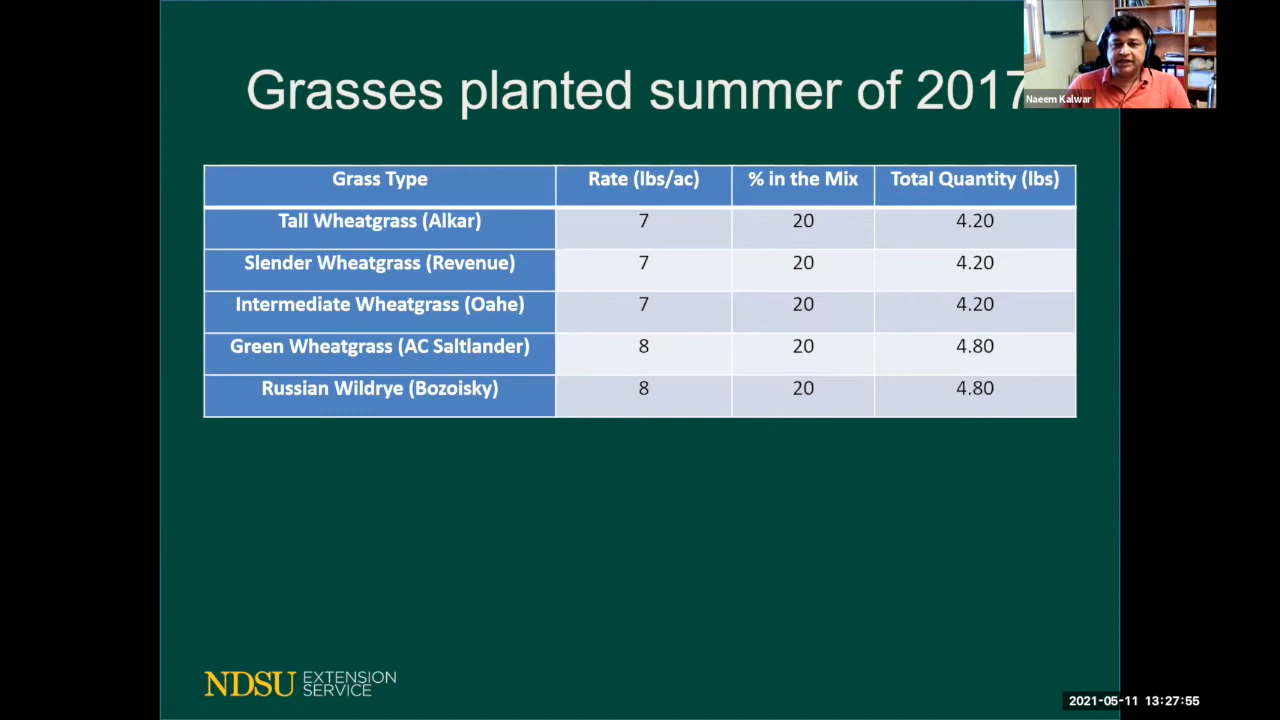 Grasses planted summer of 2017
Naeem Kalwar
Grass Type Rate (lbs/ac) % in the Mix Total Quantity (lbs)
Tall Wheatgrass (Alkar) 7 20 4.20
Slender Wheatgrass (Revenue) 7 20 4.20
Intermediate Wheatgrass (Oahe) 7 20 4.20
Green Wheatgrass (AC Saltlander) 8 20 4.80
Russian Wildrye (Bozoisky) 8 20 4.80
NDSU EXTENSION
SERVICE
2021-05-11 13:27:55